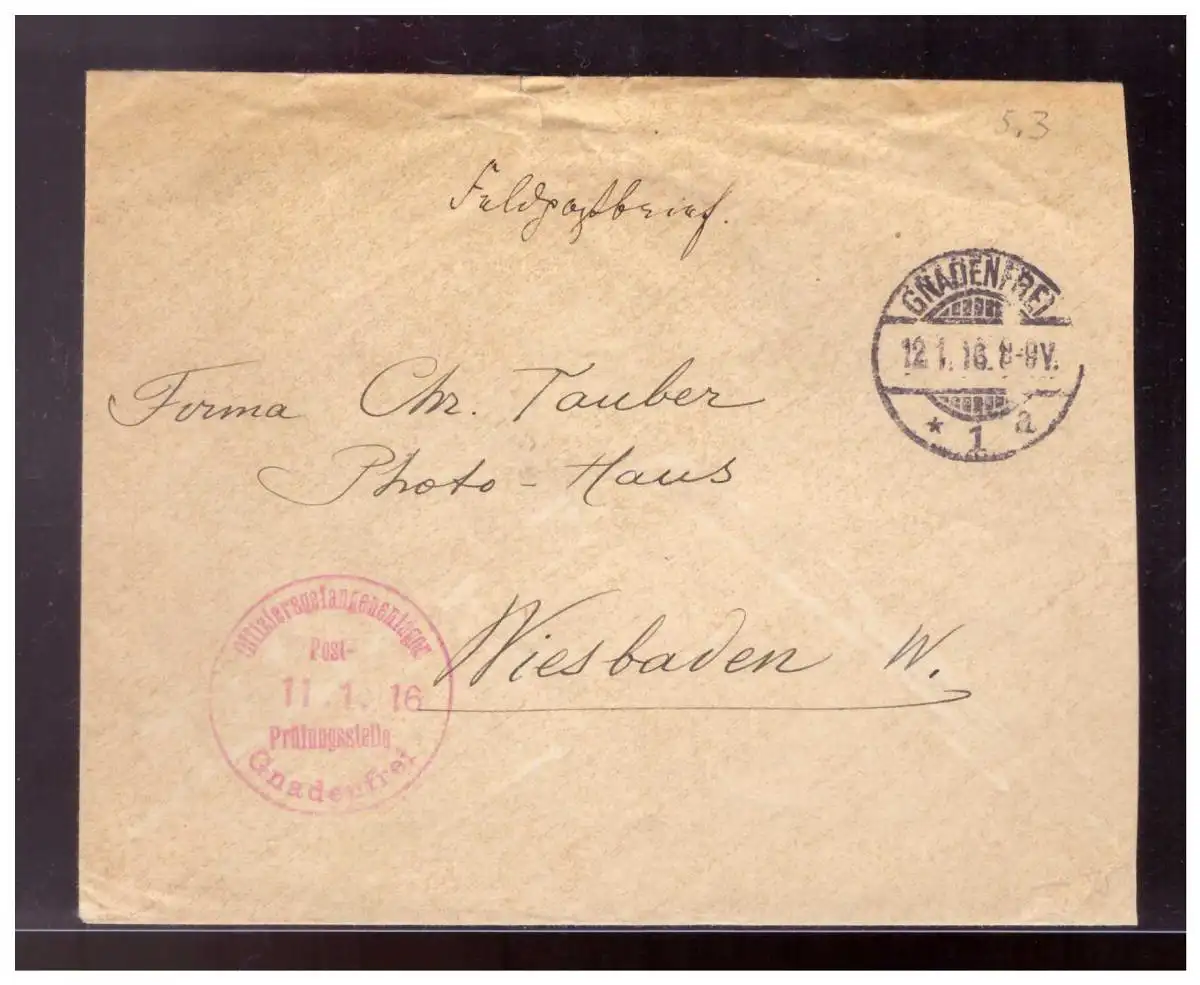 5,3
Feldpostbrief.
GNADENFREI
12 1. 16. 8-9V.
* 1 a
Firma Chr. Tauber
Photo - Haus
Wiesbaden W.
Offiziersgefangenenlager
Post-
11. 1. 16
Prüfungsstelle
Gnadenfrei